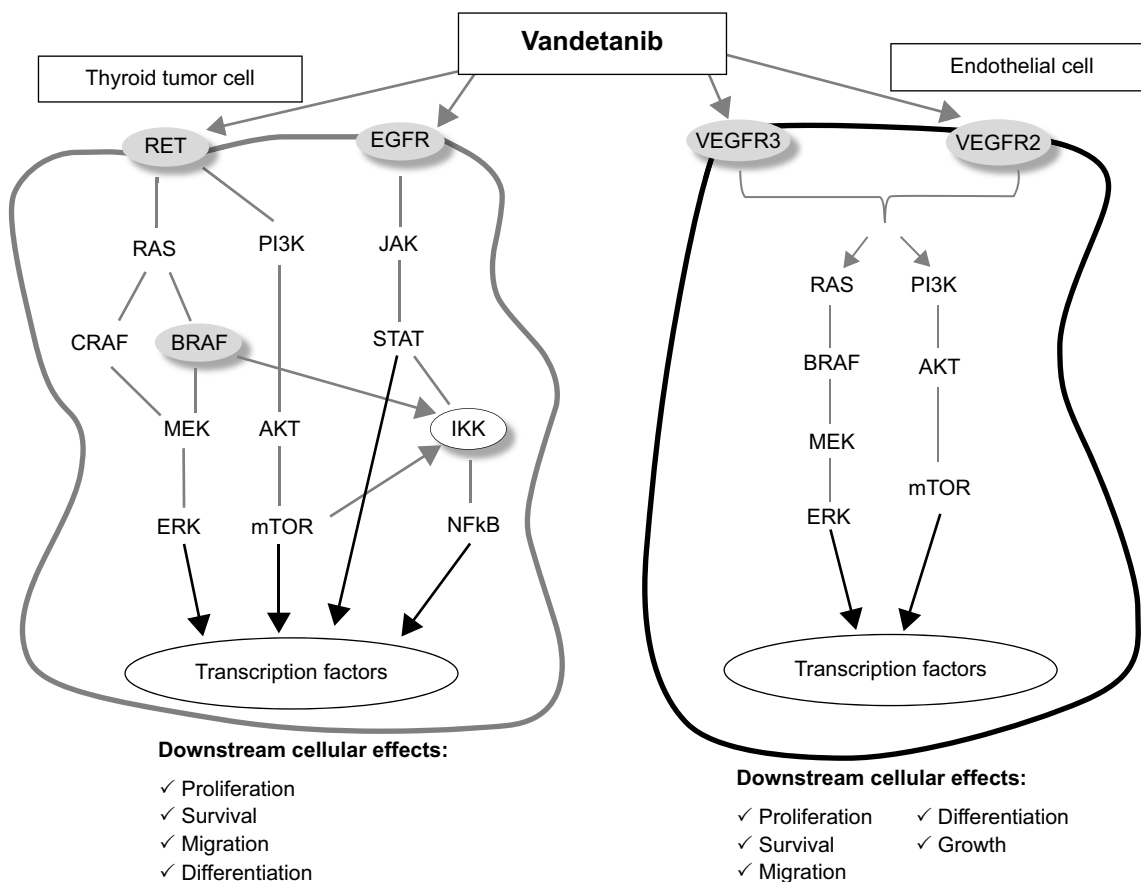 Vandetanib
Thyroid tumor cell
Endothelial cell
RET
EGFR
RAS
PI3K
JAK
CRAF
BRAF
STAT
MEK
AKT
IKK
ERK
mTOR
NFkB
Transcription factors
Downstream cellular effects:
✓ Proliferation
✓ Survival
✓ Migration
✓ Differentiation
VEGFR3
VEGFR2
RAS
PI3K
BRAF
AKT
MEK
mTOR
ERK
Transcription factors
Downstream cellular effects:
✓ Proliferation
✓ Survival
✓ Migration
✓ Differentiation
✓ Growth